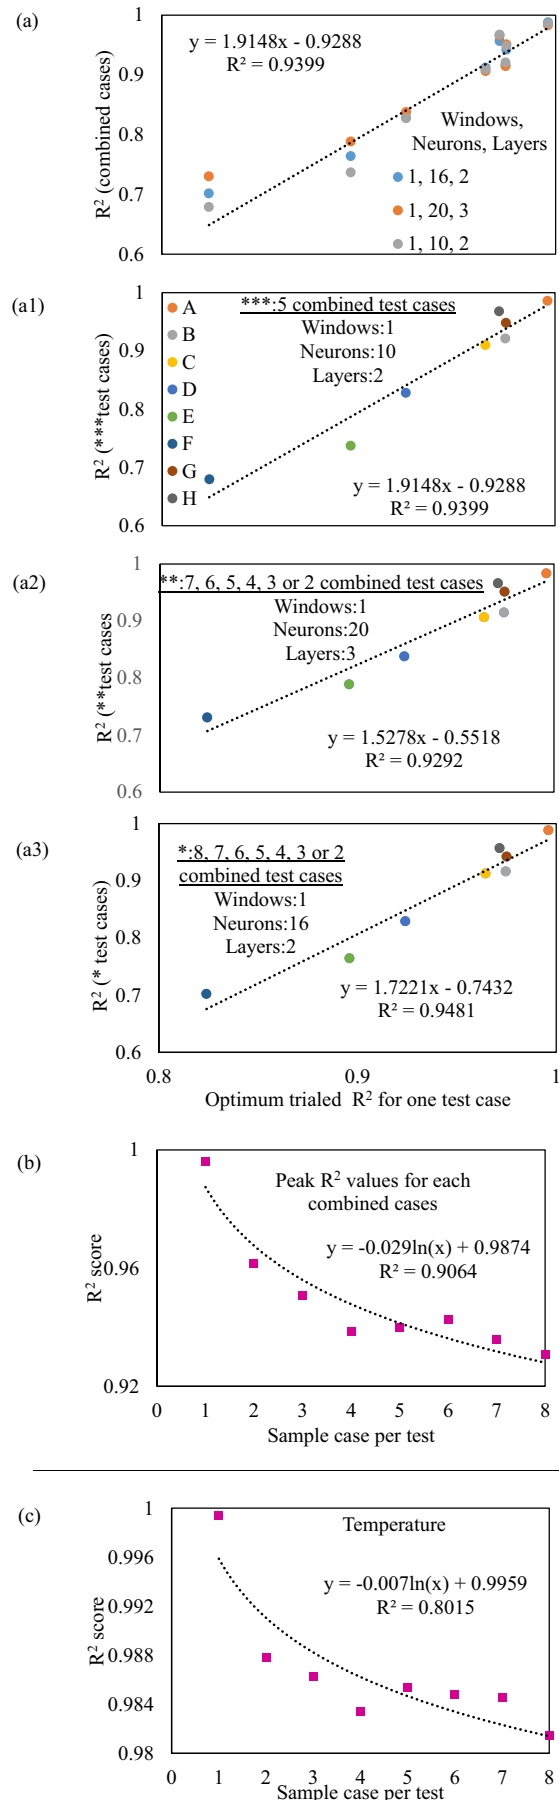 (a)
1
0.9
0.8
0.7
0.6
R² (combined cases)
y = 1.9148x - 0.9288
R² = 0.9399
Windows,
Neurons, Layers
1, 16, 2
1, 20, 3
1, 10, 2
(a1)
1
0.9
0.8
0.7
0.6
R² (***test cases)
A
B
C
D
E
F
G
H
***:5 combined test cases
Windows:1
Neurons:10
Layers:2
y = 1.9148x - 0.9288
R² = 0.9399
(a2)
1
0.9
0.8
0.7
0.6
R² (**test cases
**:7, 6, 5, 4, 3 or 2 combined test cases
Windows:1
Neurons:20
Layers:3
y = 1.5278x - 0.5518
R² = 0.9292
(a3)
1
0.9
0.8
0.7
0.6
R² (* test cases)
*:8, 7, 6, 5, 4, 3 or 2
combined test cases
Windows:1
Neurons:16
Layers:2
y = 1.7221x - 0.7432
R² = 0.9481
0.8 0.9 1
Optimum trialed R² for one test case
(b)
1
0.96
0.92
R² score
Peak R² values for each
combined cases
y = -0.029ln(x) + 0.9874
R² = 0.9064
0 1 2 3 4 5 6 7 8
Sample case per test
(c)
1
0.996
0.992
0.988
0.984
0.98
R² score
Temperature
y = -0.007ln(x) + 0.9959
R² = 0.8015
0 1 2 3 4 5 6 7 8
Sample case per test